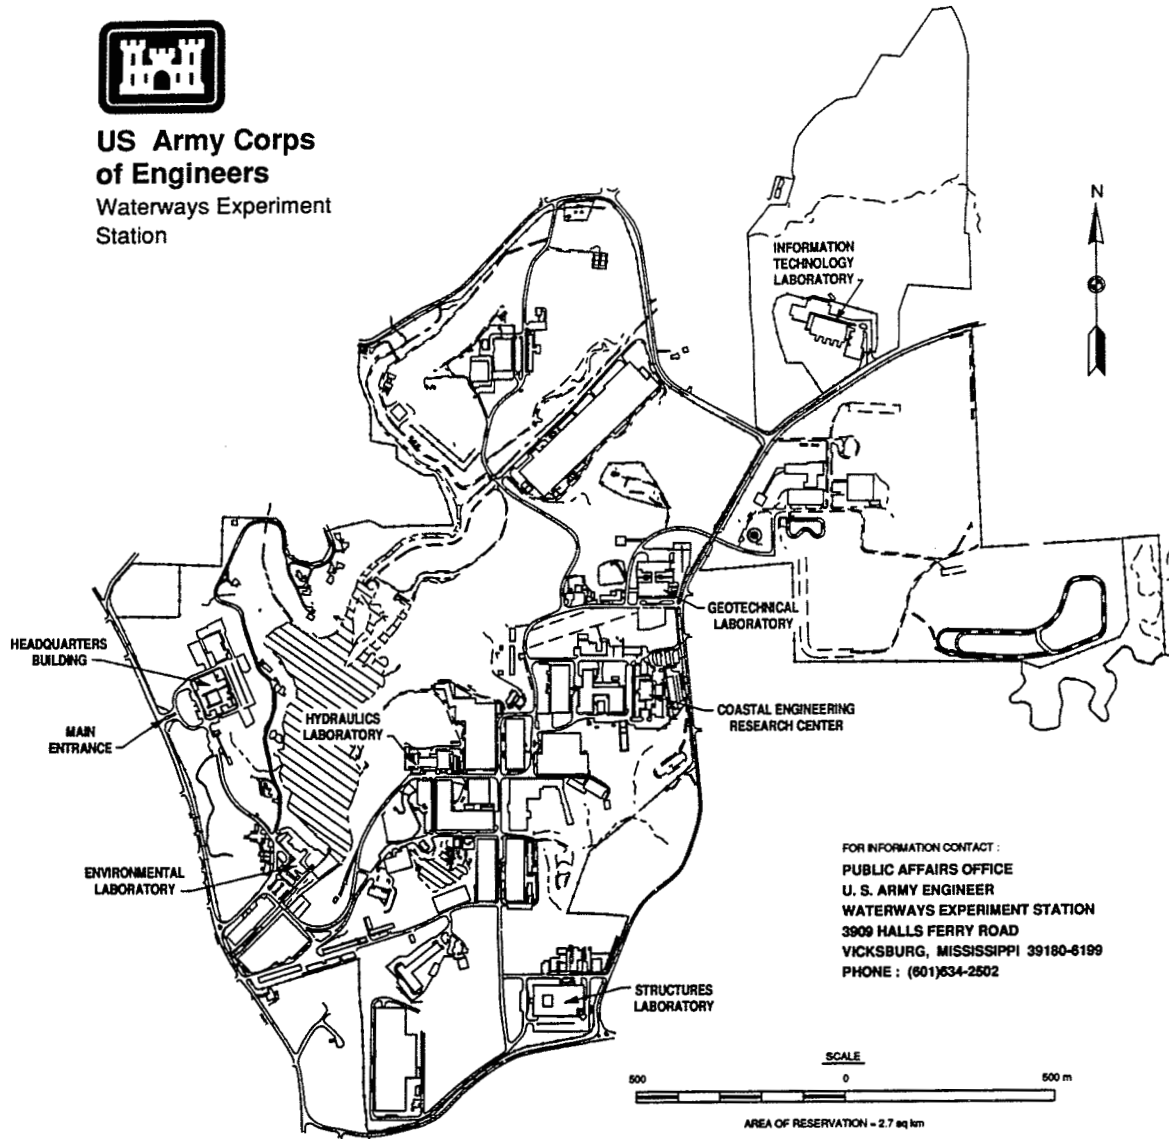 US Army Corps
of Engineers
Waterways Experiment
Station
N
INFORMATION
TECHNOLOGY
LABORATORY
GEOTECHNICAL
LABORATORY
HEADQUARTERS
BUILDING
MAIN
ENTRANCE
HYDRAULICS
LABORATORY
COASTAL ENGINEERING
RESEARCH CENTER
ENVIRONMENTAL
LABORATORY
STRUCTURES
LABORATORY
FOR INFORMATION CONTACT :
PUBLIC AFFAIRS OFFICE
U. S. ARMY ENGINEER
WATERWAYS EXPERIMENT STATION
3909 HALLS FERRY ROAD
VICKSBURG, MISSISSIPPI 39180-6199
PHONE : (601)634-2502
SCALE
500 0 500 m
AREA OF RESERVATION = 2.7 sq km